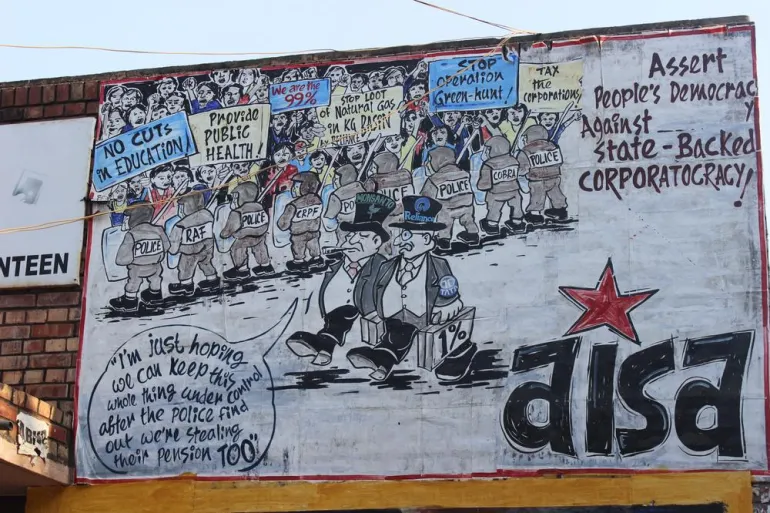 We are the
99%
STOP LOOT
of Natural gas
in KG BASIN
STOP
operation
Green-hunt!
TAX
the
corporations
Assert
People's Democracy
Against
State-Backed
CORPORATOCRACY!
NO CUTS
in EDUCATION!
Provide
PUBLIC
HEALTH!
POLICE
RAF
POLICE
CRPF
POLICE
COBRA
POLICE
MONSANTO
Reliance
1%
NTEEN
"I'm just hoping
we can keep this
whole thing under control
after the police find
out we're stealing
their pension TOO"
aisa